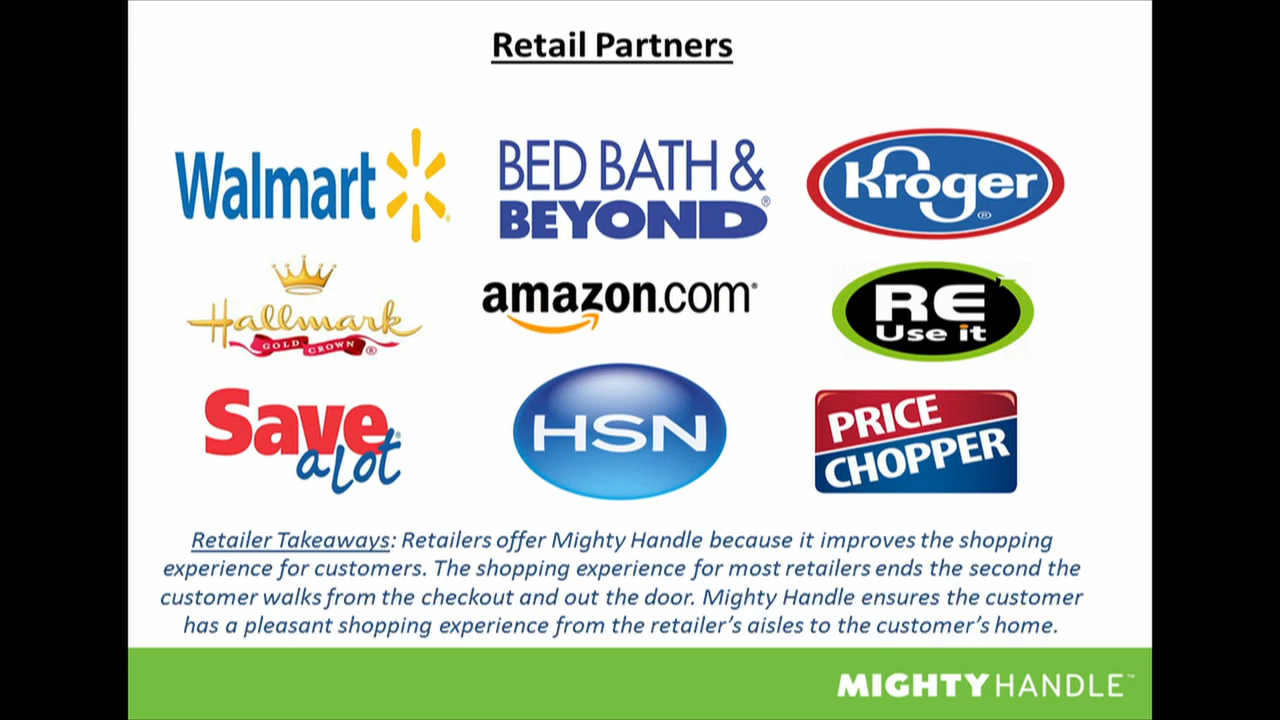 Retail Partners
Walmart
BED BATH &
BEYOND®
Kroger®
Hallmark
GOLD CROWN®
amazon.com®
RE
Use it
Save
a lot®
HSN
PRICE
CHOPPER
Retailer Takeaways: Retailers offer Mighty Handle because it improves the shopping
experience for customers. The shopping experience for most retailers ends the second the
customer walks from the checkout and out the door. Mighty Handle ensures the customer
has a pleasant shopping experience from the retailer’s aisles to the customer’s home.
MIGHTYHANDLE™